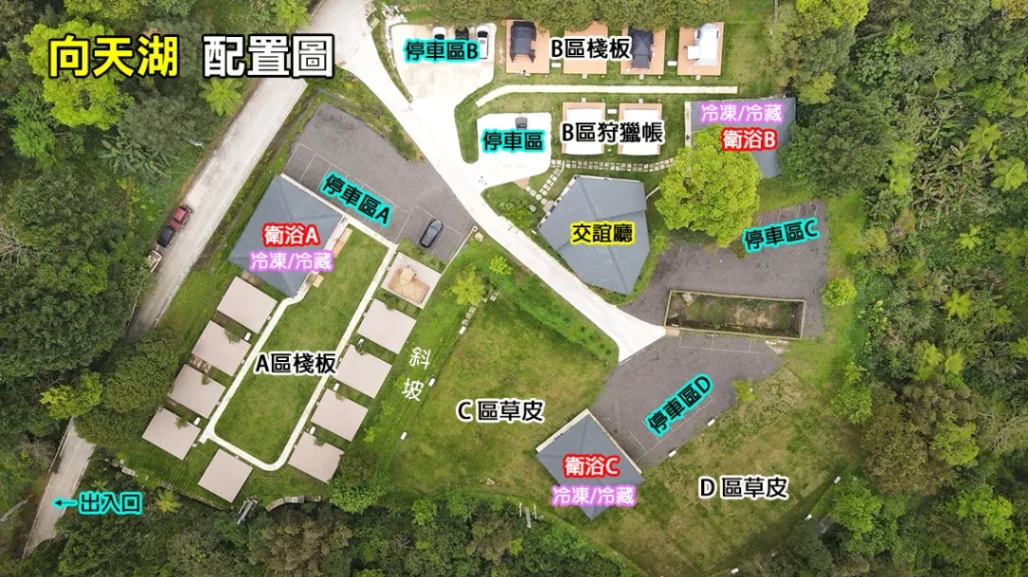 向天湖 配置圖
停車區B
B區棧板
冷凍/冷藏
衛浴B
停車區
B區狩獵帳
停車區A
衛浴A
冷凍/冷藏
交誼廳
停車區C
A區棧板
斜坡
C區草皮
停車區D
衛浴C
冷凍/冷藏
D區草皮
←出入口